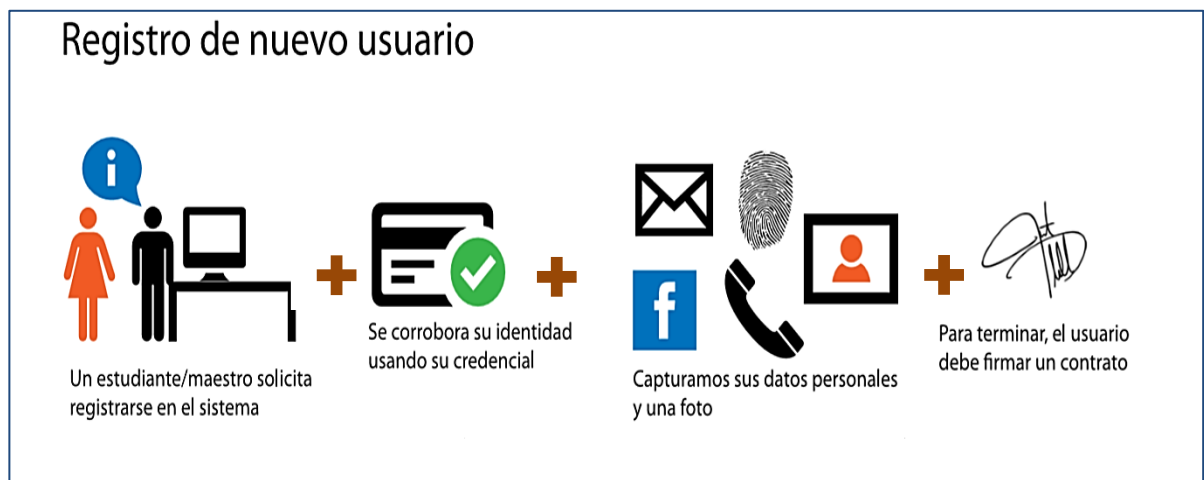 Registro de nuevo usuario
i
Un estudiante/maestro solicita
registrarse en el sistema
Se corrobora su identidad
usando su credencial
f
Capturamos sus datos personales
y una foto
Para terminar, el usuario
debe firmar un contrato